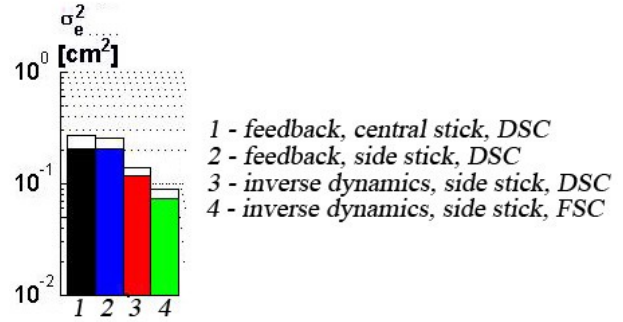 σ²ₑ
[cm²]
10⁰
10⁻¹
10⁻²
1 2 3 4
1 - feedback, central stick, DSC
2 - feedback, side stick, DSC
3 - inverse dynamics, side stick, DSC
4 - inverse dynamics, side stick, FSC